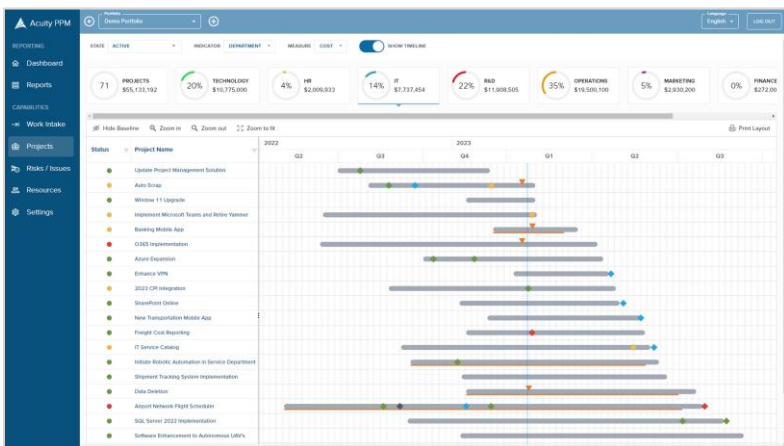 Acuity PPM
Portfolio
Demo Portfolio
Language
English
LOG OUT
REPORTING
Dashboard
Reports
CAPABILITIES
Work Intake
Projects
Risks / Issues
Resources
Settings
STATE ACTIVE INDICATOR DEPARTMENT MEASURE COST SHOW TIMELINE
71 PROJECTS $55,133,192
20% TECHNOLOGY $10,775,000
4% HR $2,009,933
14% IT $7,737,454
22% R&D $11,908,505
35% OPERATIONS $19,500,100
5% MARKETING $2,930,200
0% FINANCE $272,00
Hide Baseline Zoom in Zoom out Zoom to fit Print Layout
Status Project Name
2022 2023
Q2 Q3 Q4 Q1 Q2 Q3
Update Project Management Solution
Auto Scrap
Window 11 Upgrade
Implement Microsoft Teams and Retire Yammer
Banking Mobile App
O365 Implementation
Azure Expansion
Enhance VPN
2023 CPI Integration
SharePoint Online
New Transportation Mobile App
Freight Cost Reporting
IT Service Catalog
Initiate Robotic Automation in Service Department
Shipment Tracking System Implementation
Data Deletion
Airport Network Flight Scheduler
SQL Server 2022 Implementation
Software Enhancement to Autonomous UAV's